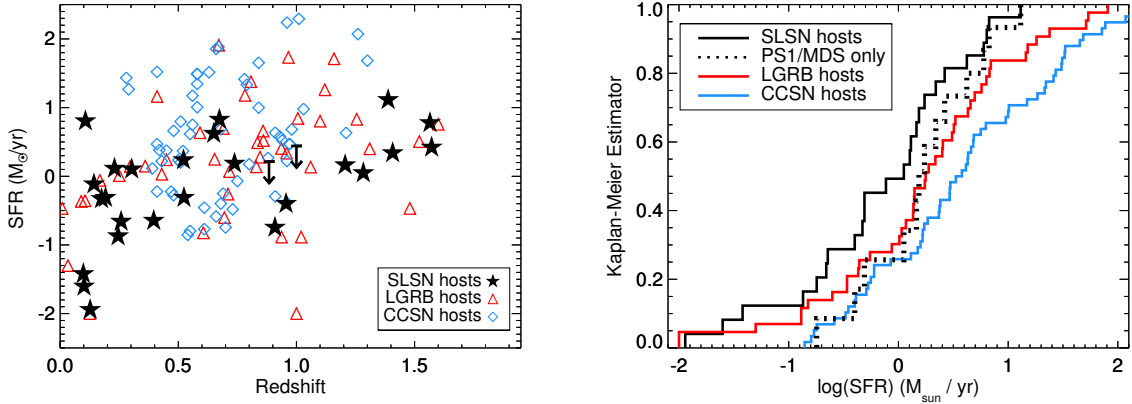 SFR (M☉/yr)
2
1
0
-1
-2
0.0
0.5
1.0
1.5
Redshift
SLSN hosts
LGRB hosts
CCSN hosts
Kaplan-Meier Estimator
1.0
0.8
0.6
0.4
0.2
0.0
-2
-1
0
1
2
log(SFR) (Msun / yr)
SLSN hosts
PS1/MDS only
LGRB hosts
CCSN hosts